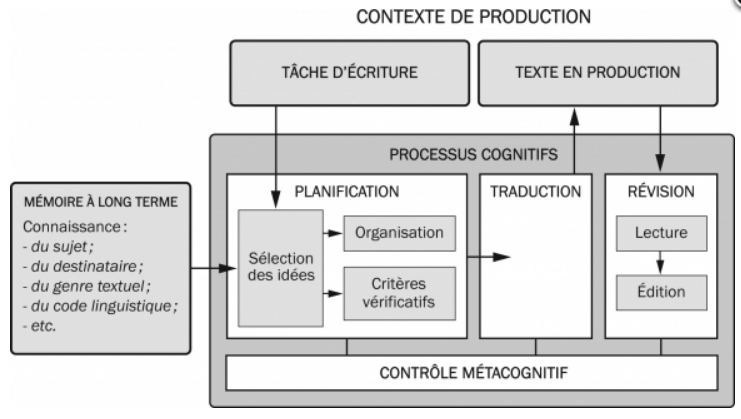 CONTEXTE DE PRODUCTION
TÂCHE D'ÉCRITURE
TEXTE EN PRODUCTION
PROCESSUS COGNITIFS
MÉMOIRE À LONG TERME
Connaissance :
- du sujet ;
- du destinataire ;
- du genre textuel ;
- du code linguistique ;
- etc.
PLANIFICATION
Sélection
des idées
Organisation
Critères
vérificatifs
TRADUCTION
RÉVISION
Lecture
Édition
CONTRÔLE MÉTACOGNITIF